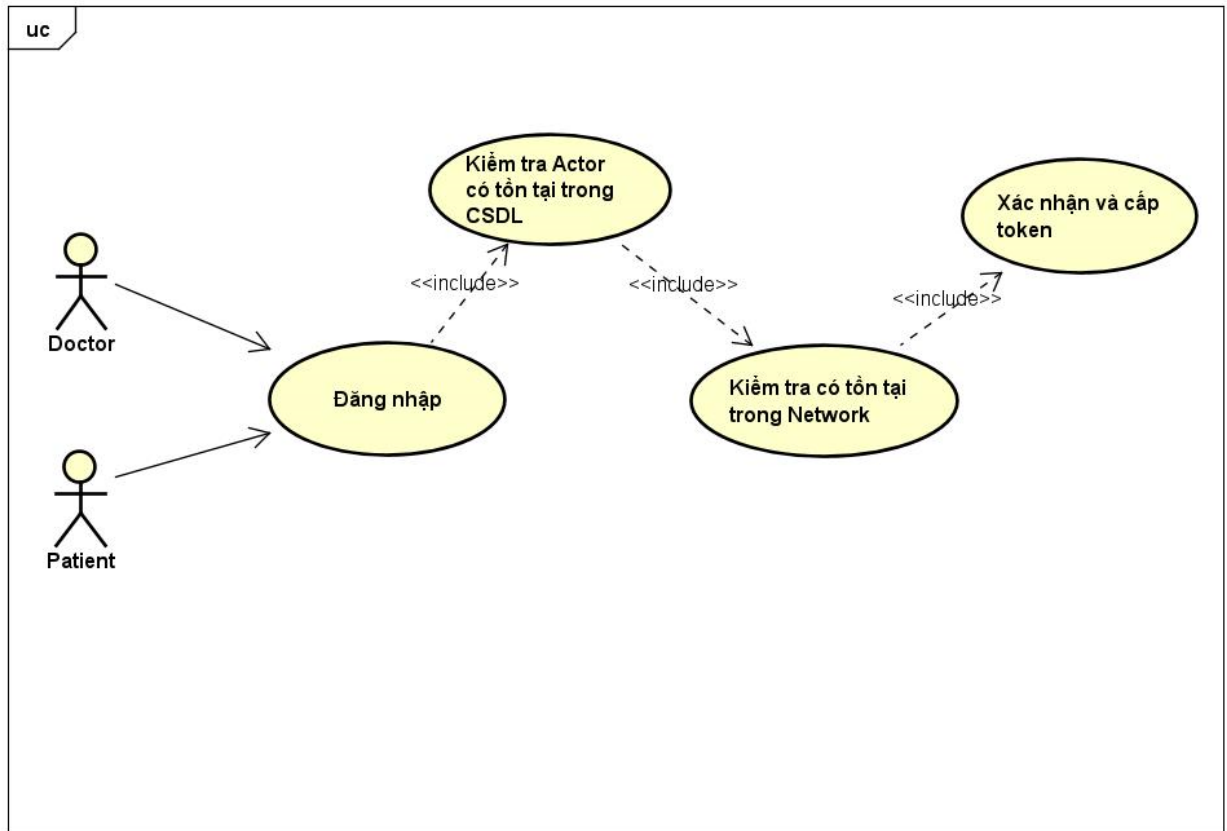 uc
Kiểm tra Actor
có tồn tại trong
CSDL
Xác nhận và cấp
token
<<include>>
<<include>>
<<include>>
Doctor
Đăng nhập
Kiểm tra có tồn tại
trong Network
Patient